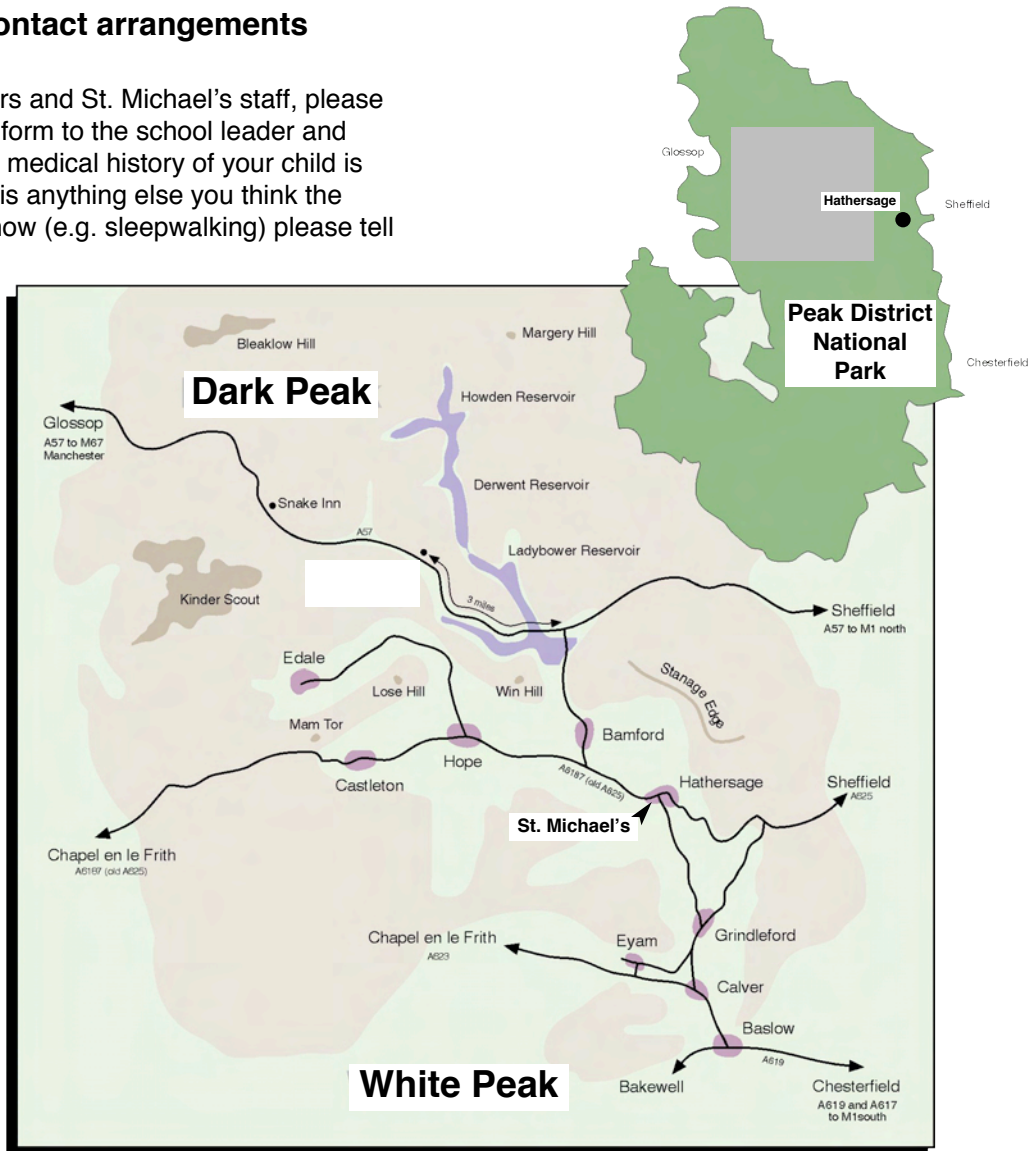 ontact arrangements
rs and St. Michael's staff, please
form to the school leader and
medical history of your child is
is anything else you think the
now (e.g. sleepwalking) please tell
Glossop
Hathersage
Sheffield
Peak District
National
Park
Chesterfield
Bleaklow Hill
Margery Hill
Dark Peak
Howden Reservoir
Glossop
A57 to M67
Manchester
Derwent Reservoir
Snake Inn
A57
Ladybower Reservoir
Kinder Scout
3 miles
Sheffield
A57 to M1 north
Edale
Lose Hill
Win Hill
Stanage Edge
Mam Tor
Bamford
Hope
Castleton
A6187 (old A625)
Hathersage
Sheffield
A625
St. Michael's
Chapel en le Frith
A6187 (old A625)
Chapel en le Frith
A623
Eyam
Grindleford
Calver
Baslow
A619
White Peak
Bakewell
Chesterfield
A619 and A617
to M1south